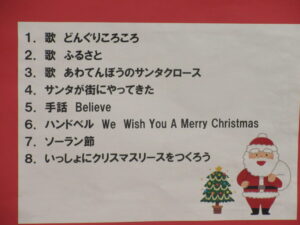 1. 歌 どんぐりころころ
2. 歌 ふるさと
3. 歌 あわてんぼうのサンタクロース
4. サンタが街にやってきた
5. 手話 Believe
6. ハンドベル We Wish You A Merry Christmas
7. ソーラン節
8. いっしょにクリスマスリースをつくろう